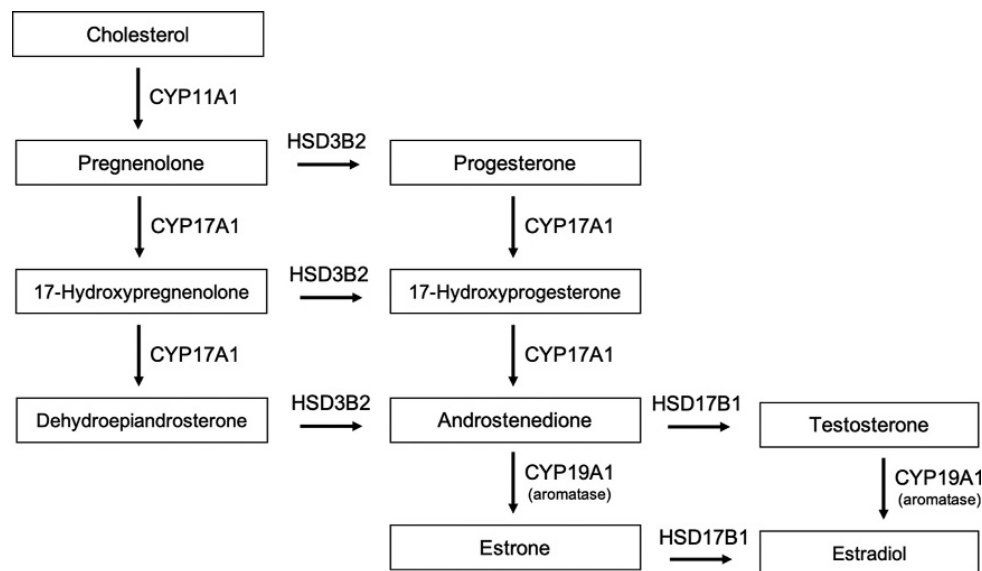 Cholesterol
CYP11A1
HSD3B2
Pregnenolone
Progesterone
CYP17A1
CYP17A1
HSD3B2
17-Hydroxypregnenolone
17-Hydroxyprogesterone
CYP17A1
CYP17A1
HSD3B2
HSD17B1
Dehydroepiandrosterone
Androstenedione
Testosterone
CYP19A1
(aromatase)
CYP19A1
(aromatase)
HSD17B1
Estrone
Estradiol